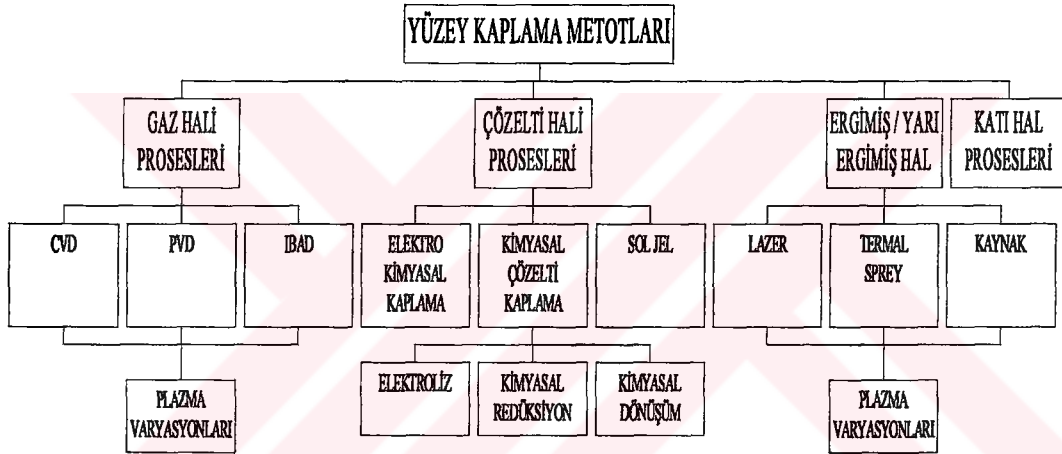 YÜZEY KAPLAMA METOTLARI
GAZ HALİ
PROSESLERİ
ÇÖZELTİ HALİ
PROSESLERİ
ERGİMİŞ / YARI
ERGİMİŞ HAL
KATI HAL
PROSESLERİ
CVD
PVD
IBAD
ELEKTRO
KİMYASAL
KAPLAMA
KİMYASAL
ÇÖZELTİ
KAPLAMA
SOL JEL
LAZER
TERMAL
SPREY
KAYNAK
PLAZMA
VARYASYONLARI
ELEKTROLİZ
KİMYASAL
REDÜKSİYON
KİMYASAL
DÖNÜŞÜM
PLAZMA
VARYASYONLARI